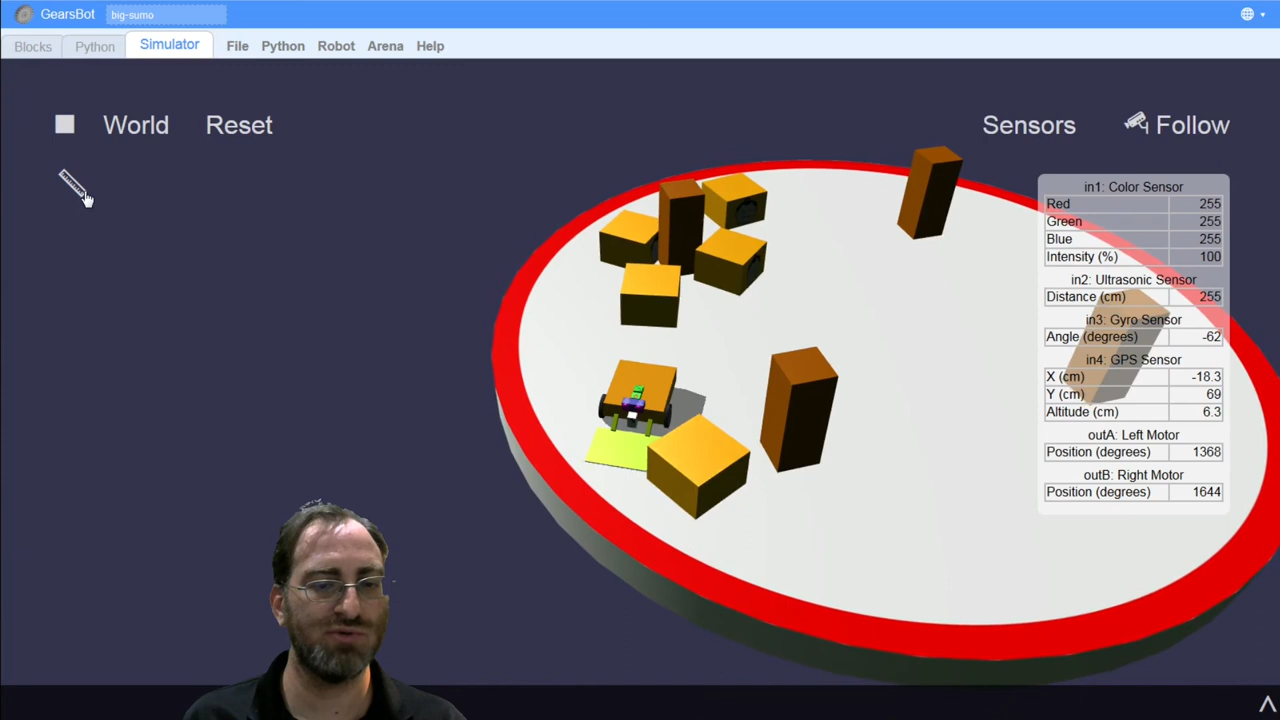 GearsBot
big-sumo
Blocks Python Simulator File Python Robot Arena Help
World Reset Sensors Follow
in1: Color Sensor
Red 255
Green 255
Blue 255
Intensity (%) 100
in2: Ultrasonic Sensor
Distance (cm) 255
in3: Gyro Sensor
Angle (degrees) -62
in4: GPS Sensor
X (cm) -18.3
Y (cm) 69
Altitude (cm) 6.3
outA: Left Motor
Position (degrees) 1368
outB: Right Motor
Position (degrees) 1644